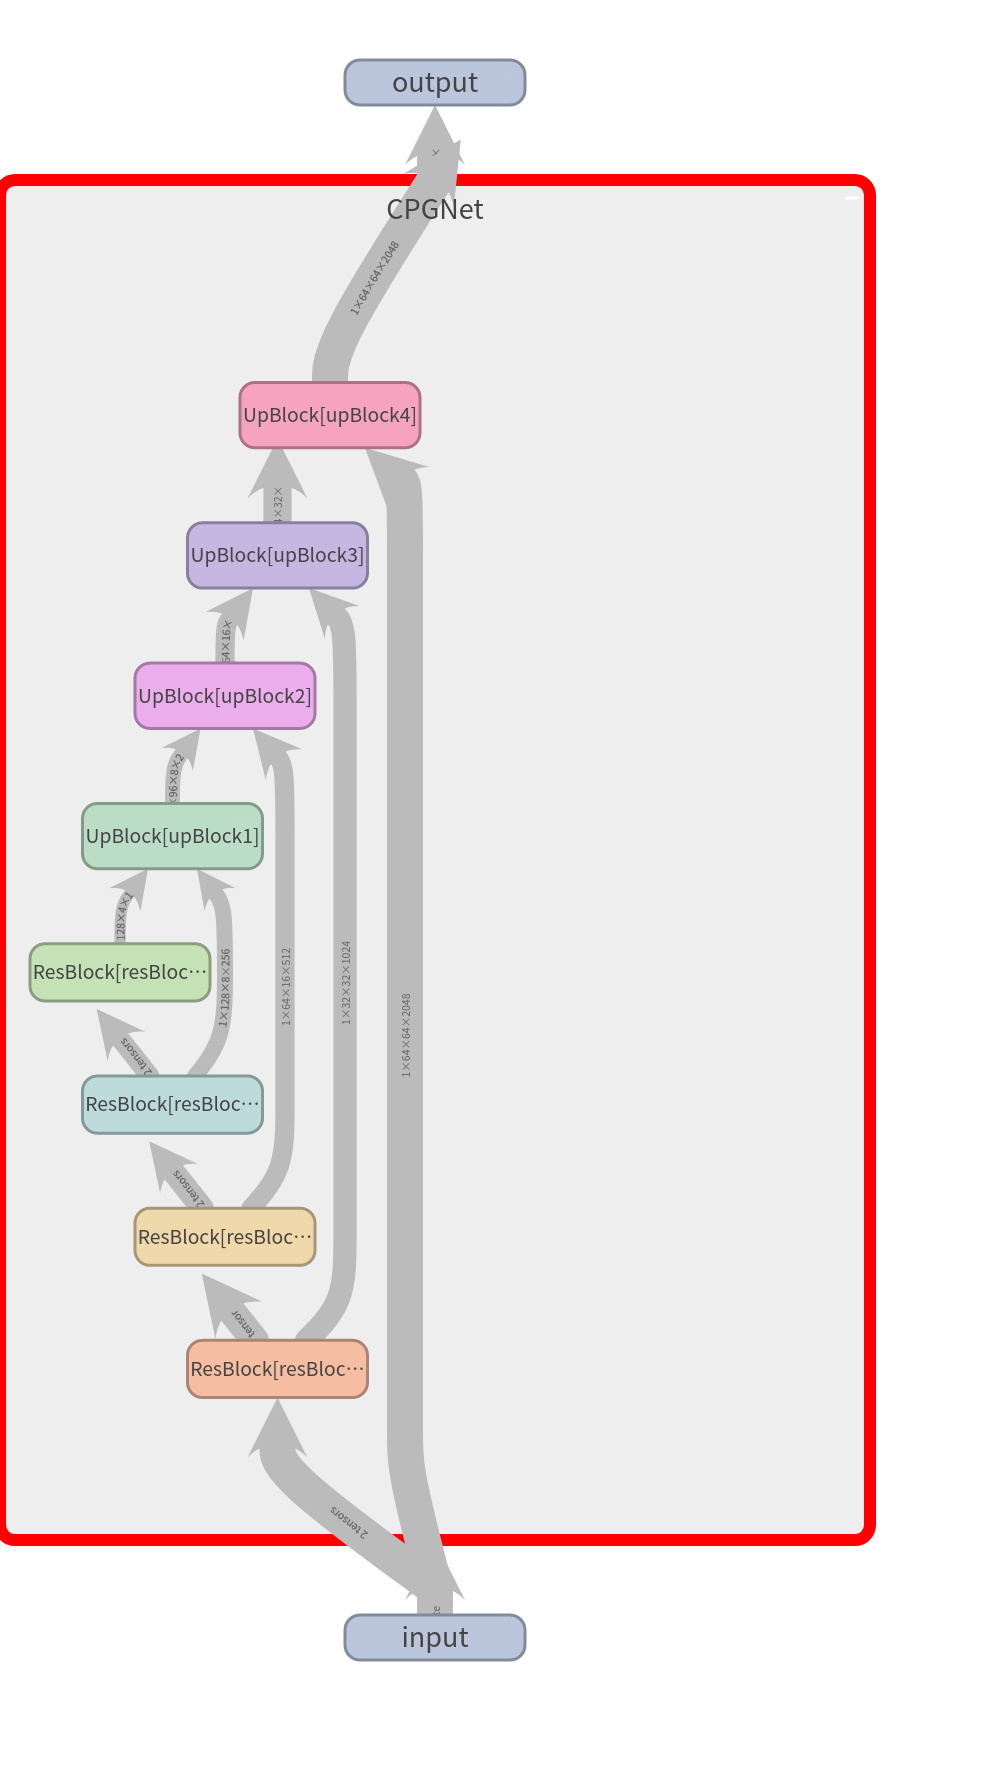 output
×
CPGNet
1×64×64×2048
UpBlock[upBlock4]
4×32×
UpBlock[upBlock3]
64×16×
UpBlock[upBlock2]
×96×8×2
UpBlock[upBlock1]
128×4×1
ResBlock[resBloc…
1×128×8×256
1×64×16×512
1×32×32×1024
1×64×64×2048
2 tensors
ResBlock[resBloc…
2 tensors
ResBlock[resBloc…
tensor
ResBlock[resBloc…
2 tensors
input